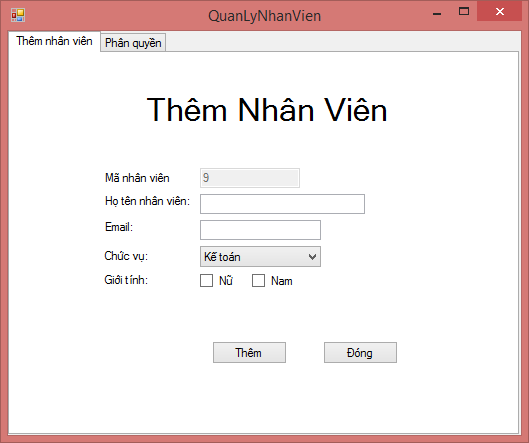 QuanLyNhanVien
Thêm nhân viên Phân quyền
Thêm Nhân Viên
Mã nhân viên 9
Họ tên nhân viên:
Email:
Chức vụ: Kế toán
Giới tính: Nữ Nam
Thêm Đóng